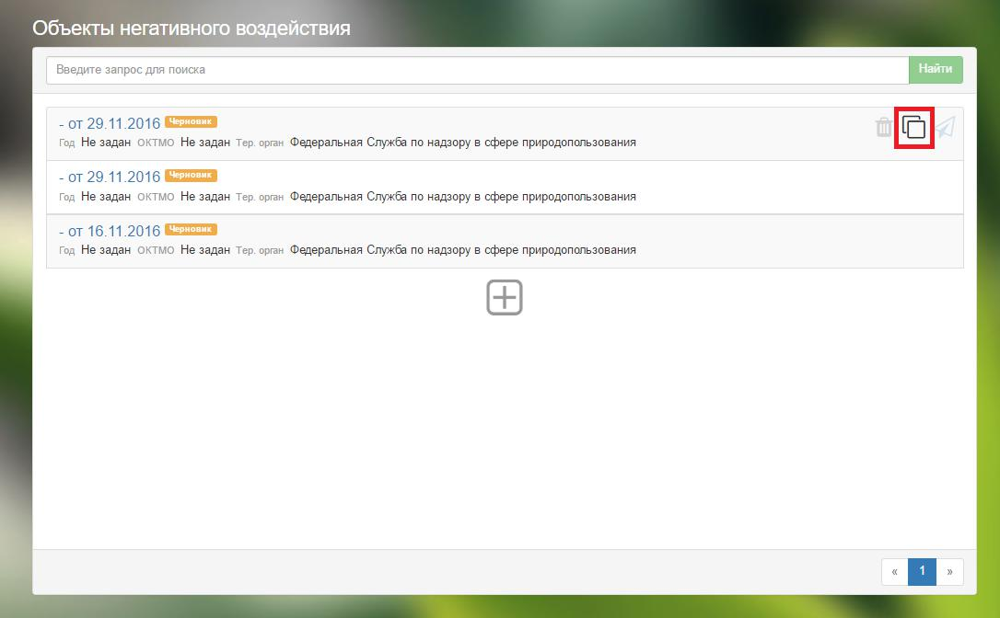 Объекты негативного воздействия
Введите запрос для поиска
Найти
- от 29.11.2016 Черновик
Год Не задан ОКТМО Не задан Тер. орган Федеральная Служба по надзору в сфере природопользования
- от 29.11.2016 Черновик
Год Не задан ОКТМО Не задан Тер. орган Федеральная Служба по надзору в сфере природопользования
- от 16.11.2016 Черновик
Год Не задан ОКТМО Не задан Тер. орган Федеральная Служба по надзору в сфере природопользования
« 1 »